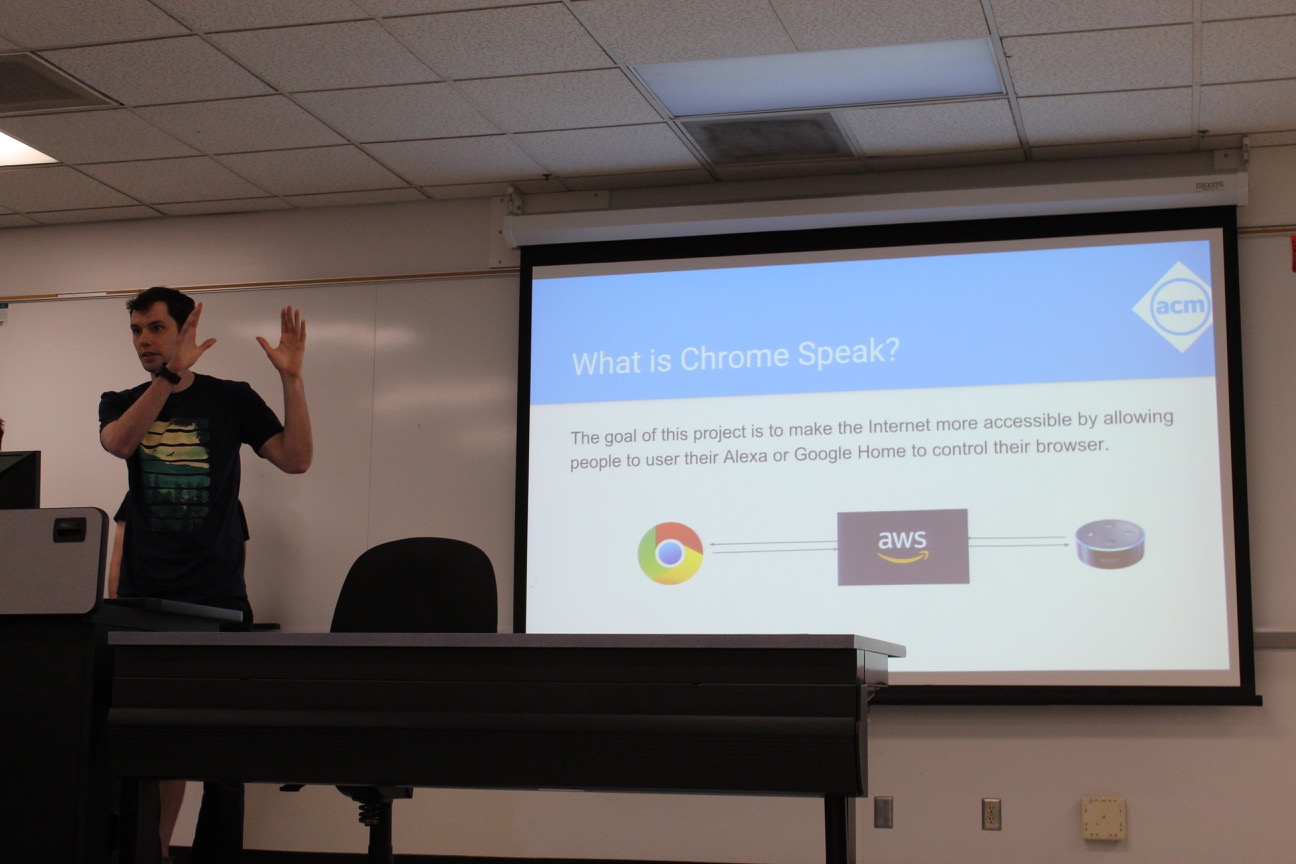 acm
What is Chrome Speak?
The goal of this project is to make the Internet more accessible by allowing
people to user their Alexa or Google Home to control their browser.
aws